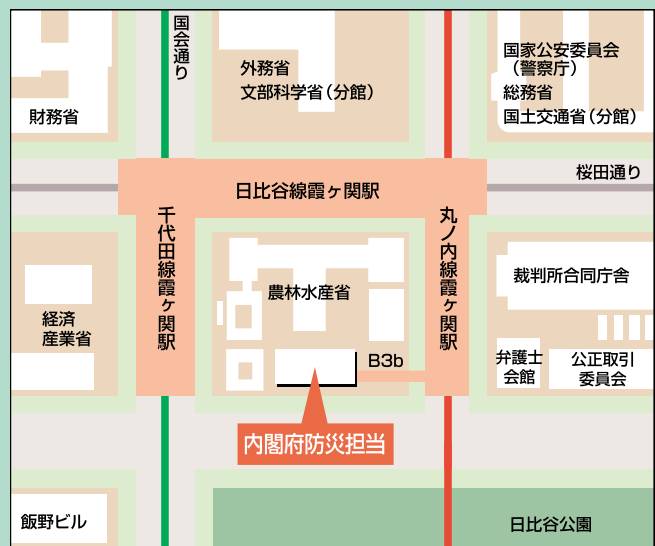 国会通り
外務省
文部科学省(分館)
国家公安委員会
(警察庁)
総務省
国土交通省(分館)
財務省
桜田通り
日比谷線霞ヶ関駅
千代田線霞ヶ関駅
丸ノ内線霞ヶ関駅
農林水産省
裁判所合同庁舎
経済
産業省
B3b
弁護士
会館
公正取引
委員会
内閣府防災担当
飯野ビル
日比谷公園